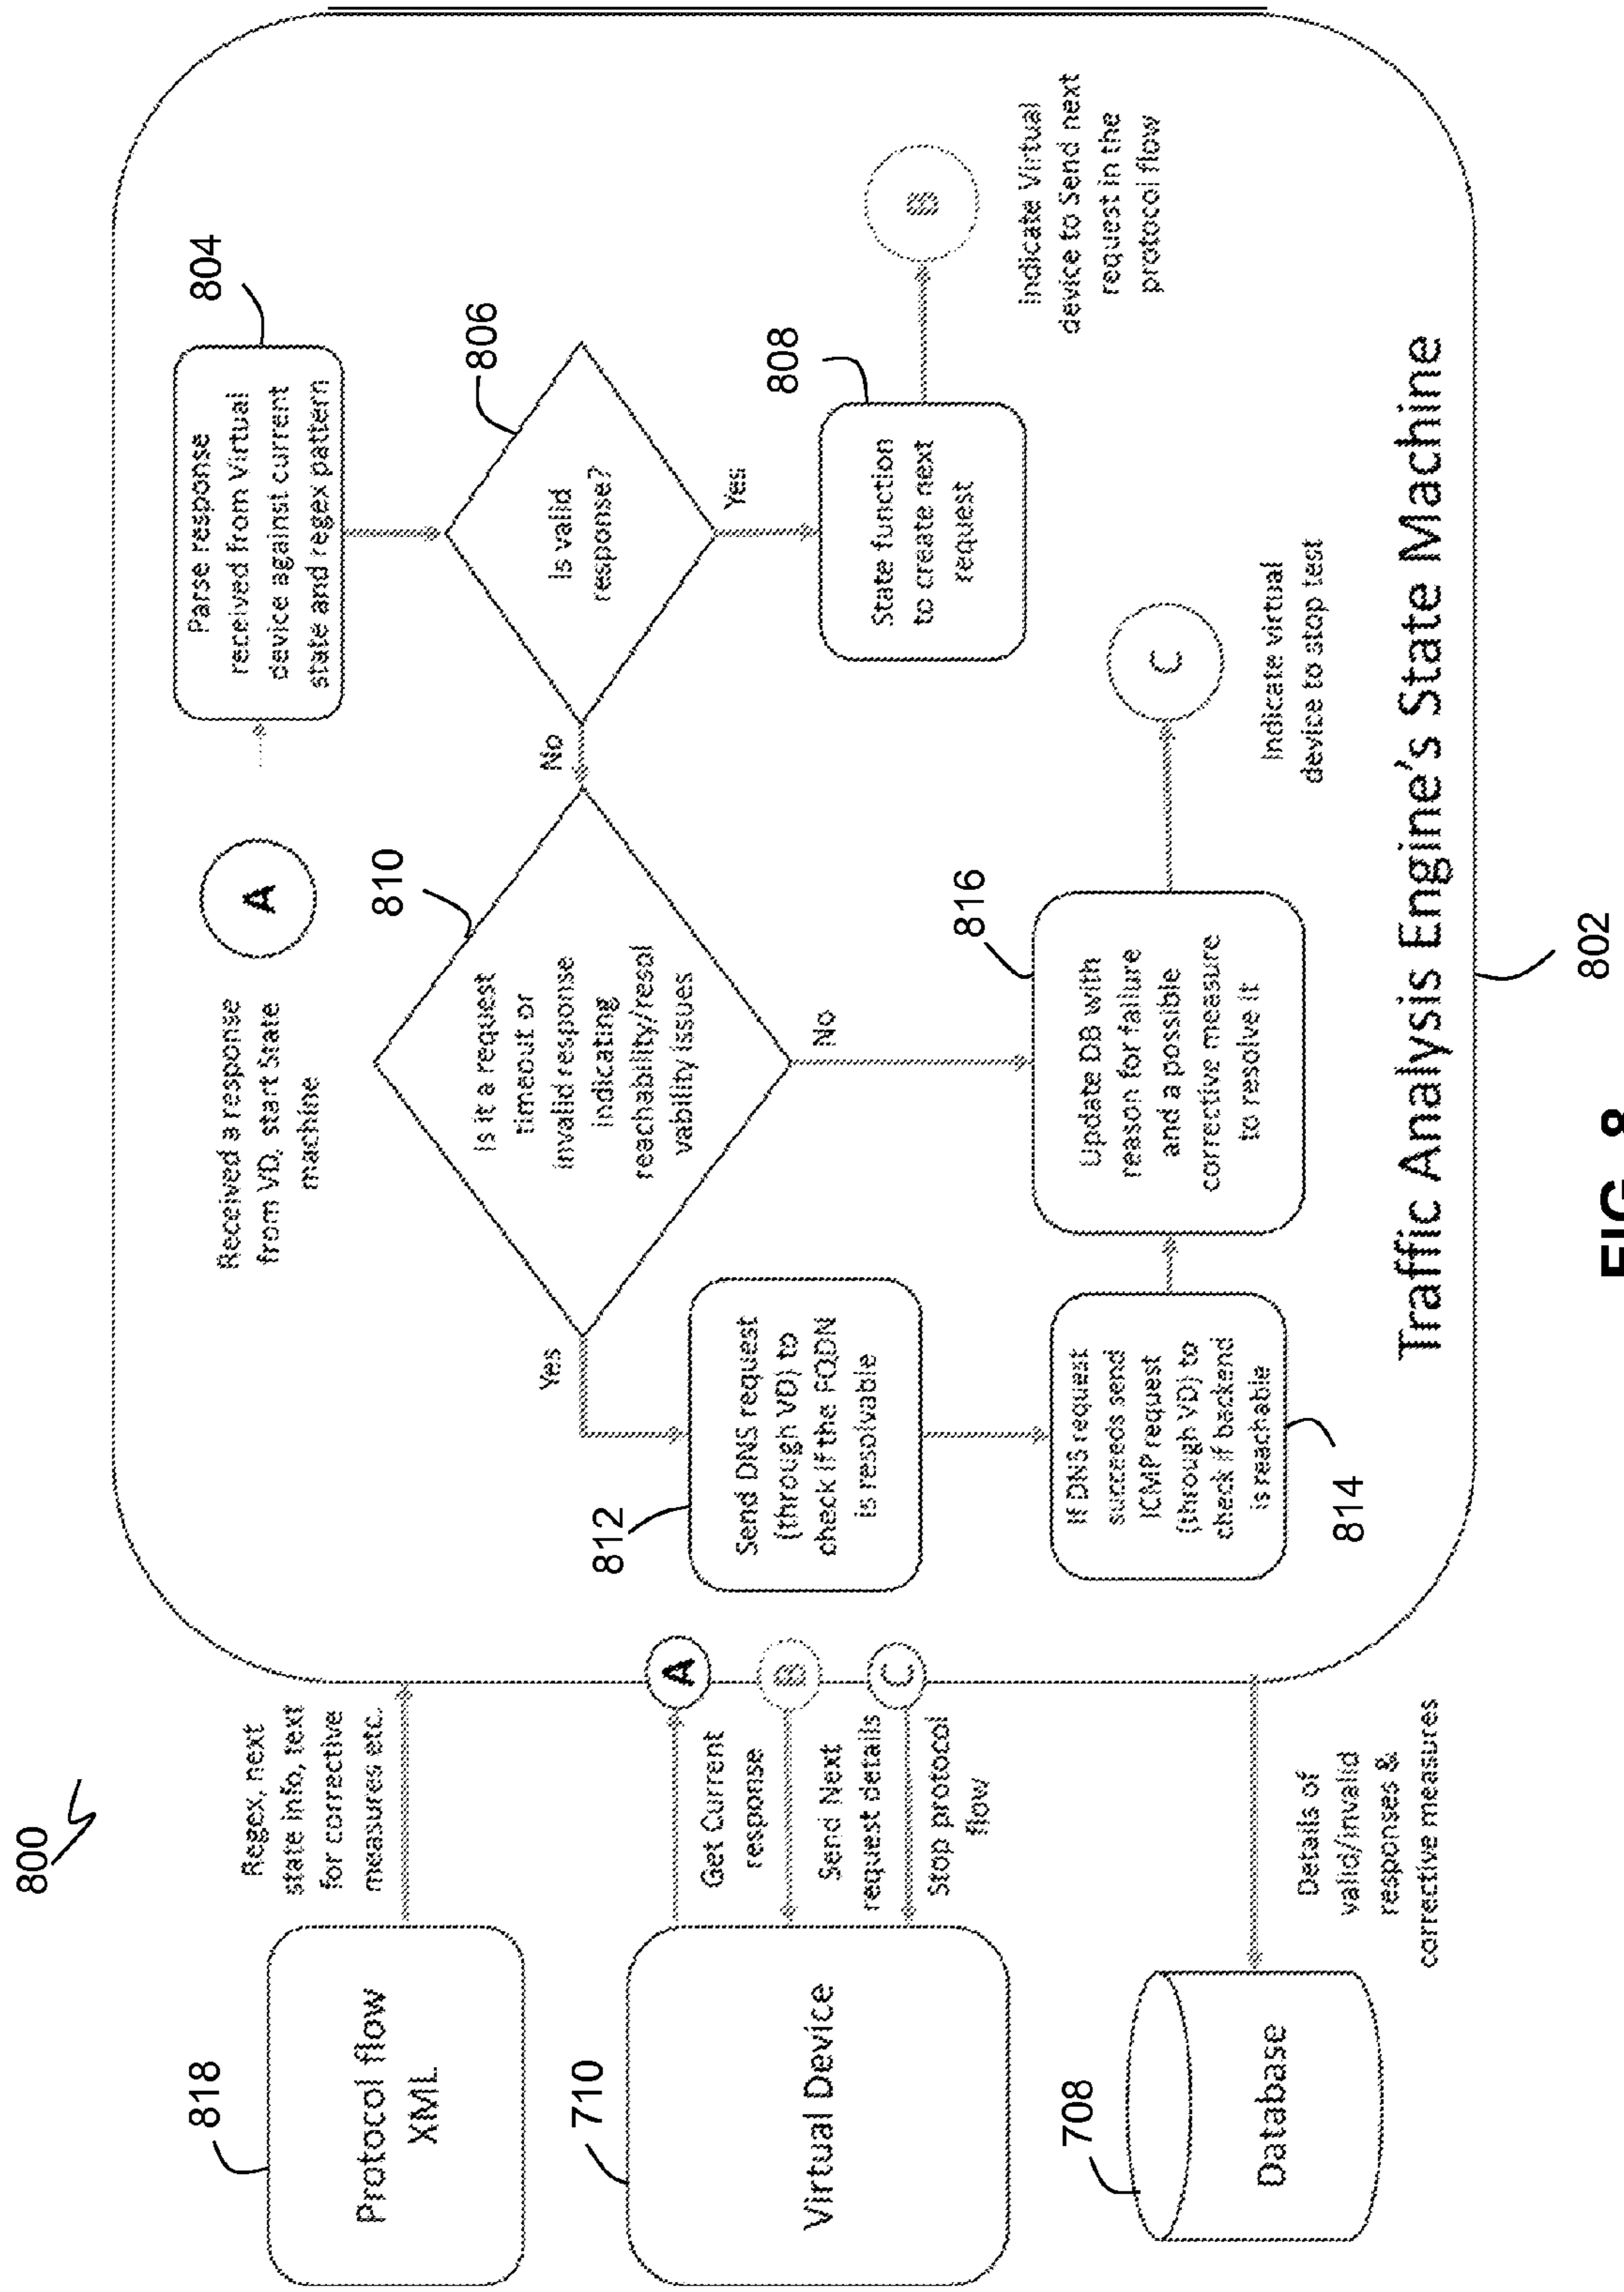 800
818
Protocol flow
XML
Regex, next
state info, text
for corrective
measures etc.
710
Virtual Device
Get Current
response
Send Next
request details
Stop protocol
flow
A
B
C
708
Database
Details of
valid/invalid
responses &
corrective measures
Received a response
from VD, start State
machine
A
804
Parse response
received from Virtual
device against current
state and regex pattern
806
Is valid
response?
No
Yes
810
Is it a request
timeout or
invalid response
indicating
reachability/resol
vability issues
Yes
No
812
Send DNS request
(through VD) to
check if the FQDN
is resolvable
814
If DNS request
succeeds send
ICMP request
(through VD) to
check if backend
is reachable
816
Update DB with
reason for failure
and a possible
corrective measure
to resolve it
C
Indicate virtual
device to stop test
808
State function
to create next
request
B
Indicate Virtual
device to Send next
request in the
protocol flow
Traffic Analysis Engine's State Machine
802
FIG. 8